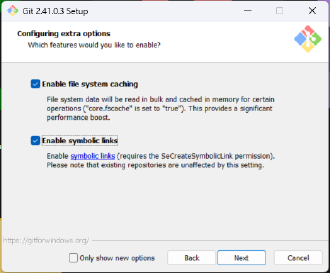 Git 2.41.0.3 Setup
Configuring extra options
Which features would you like to enable?
Enable file system caching
File system data will be read in bulk and cached in memory for certain
operations ("core.fscache" is set to "true"). This provides a significant
performance boost.
Enable symbolic links
Enable symbolic links (requires the SeCreateSymbolicLink permission).
Please note that existing repositories are unaffected by this setting.
https://gitforwindows.org/
Only show new options
Back
Next
Cancel